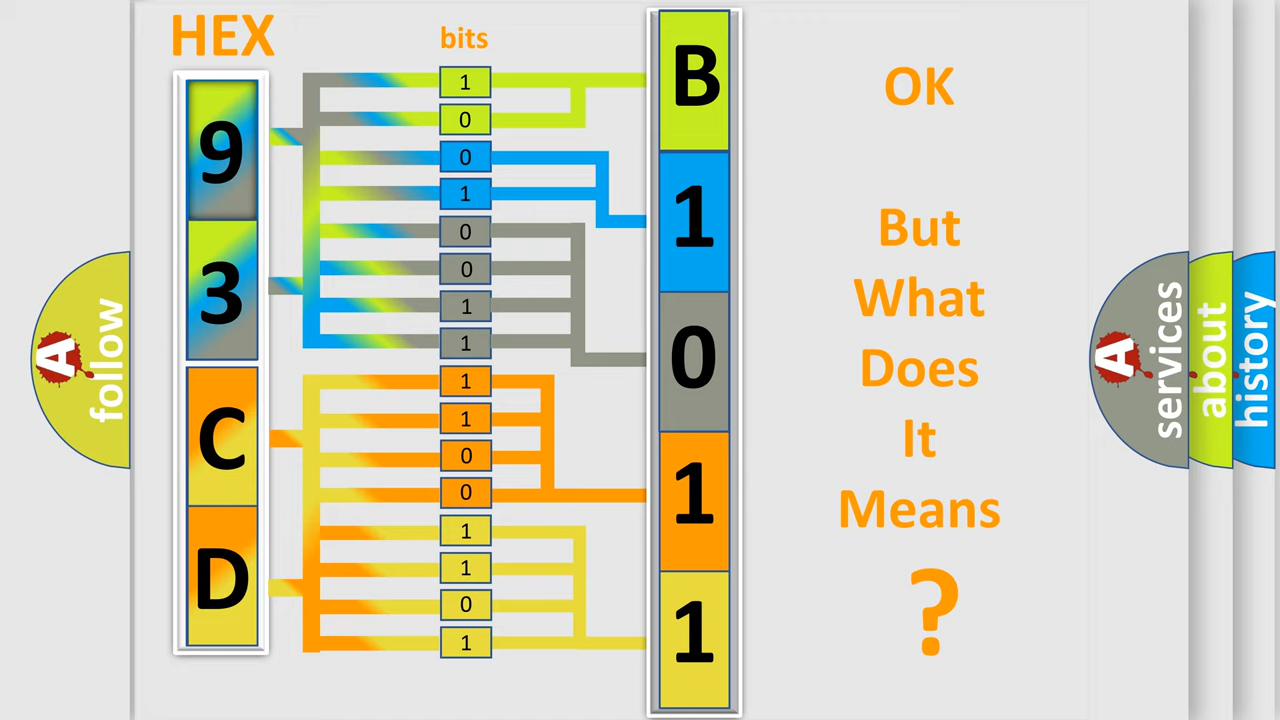 HEX
bits
9
3
C
D
1
0
0
1
0
0
1
1
1
1
0
0
1
1
0
1
B
1
0
1
1
OK
But
What
Does
It
Means
?
A
follow
A
services
about
history